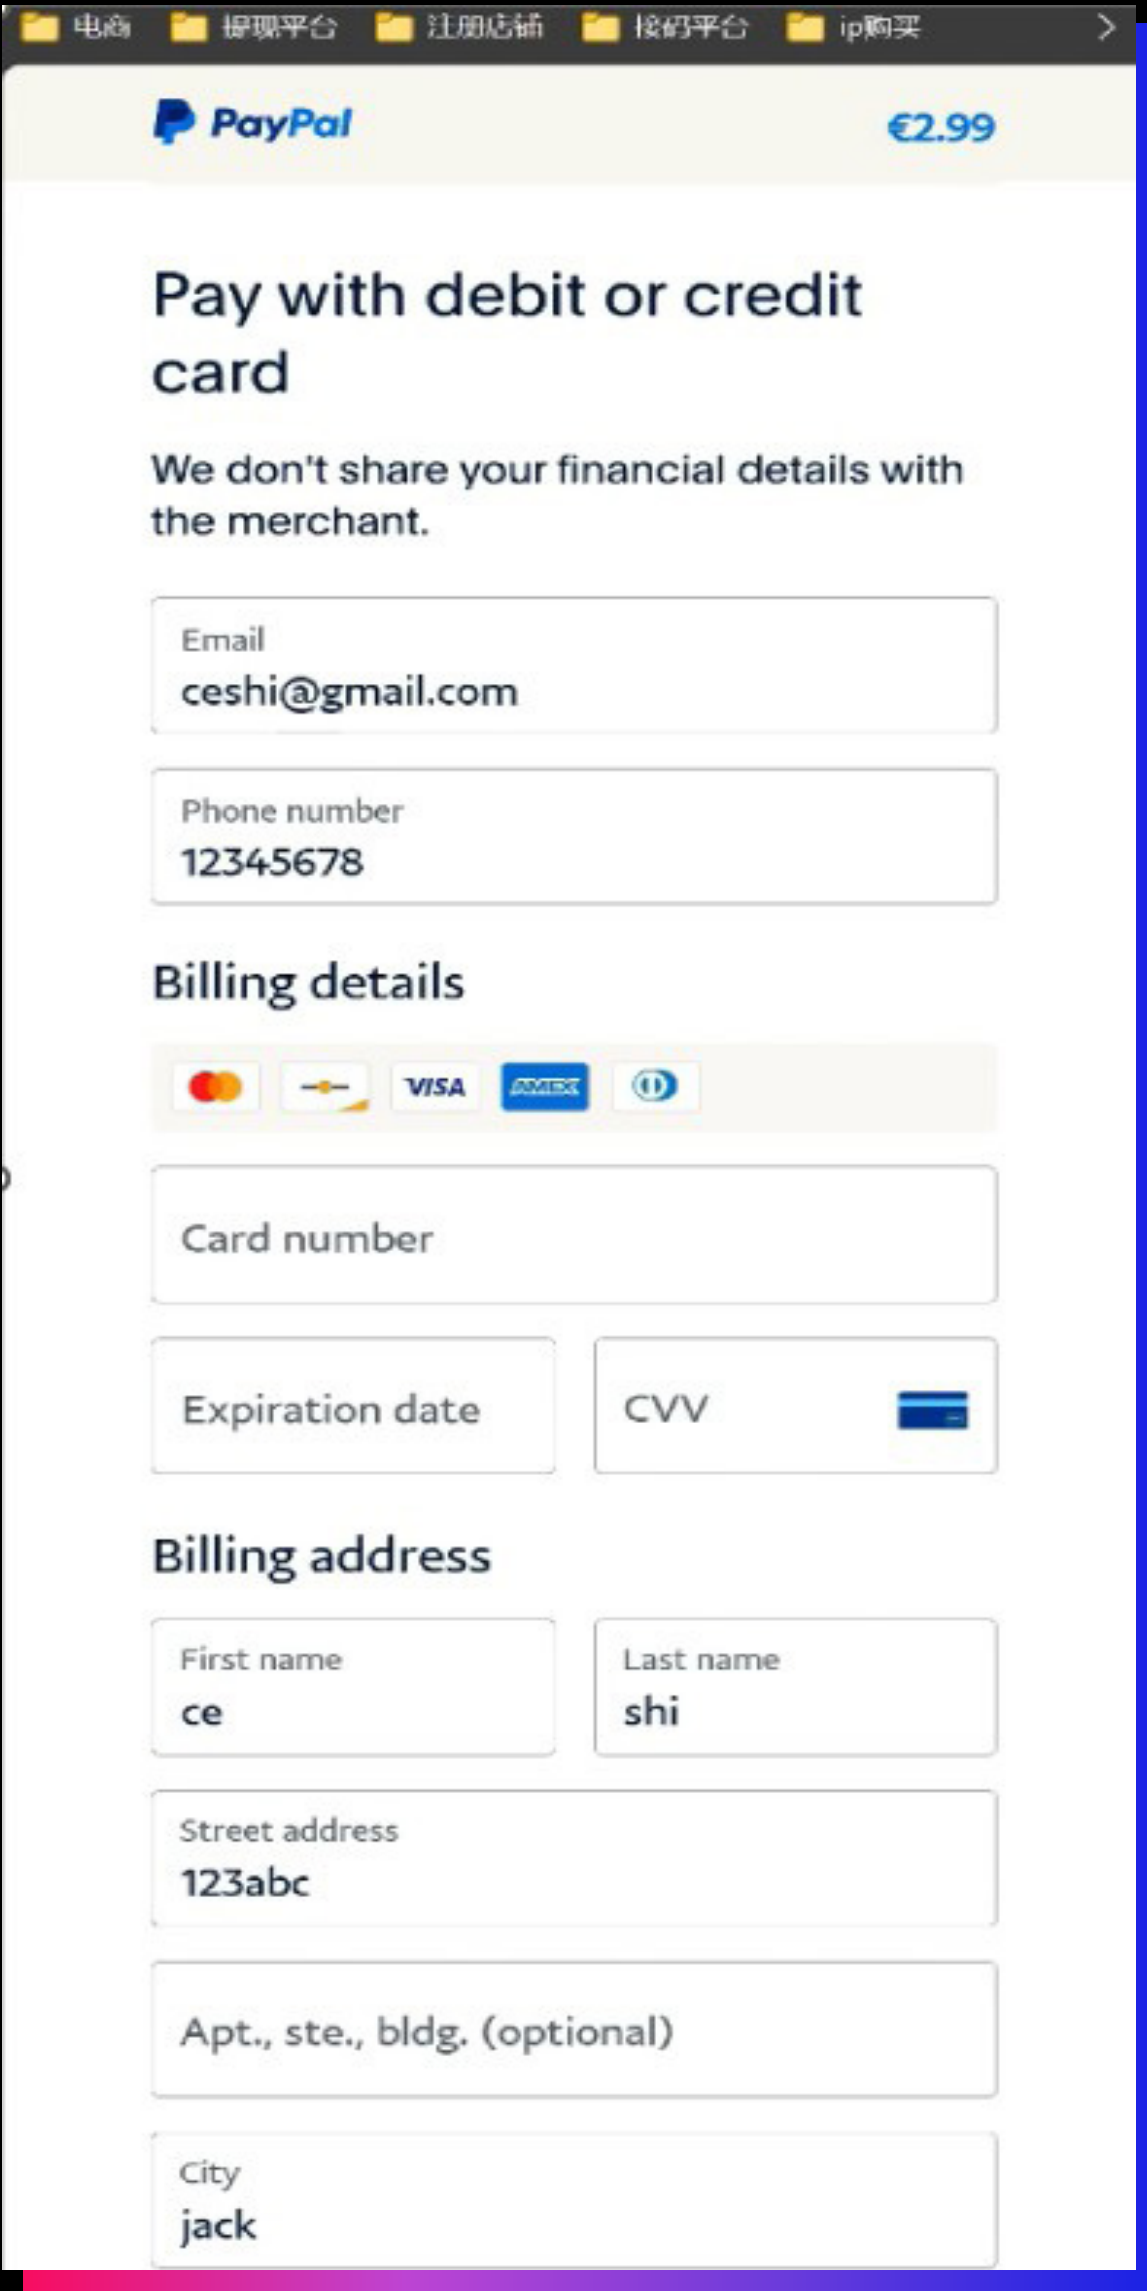 电商 提现平台 注册店铺 接码平台 ip购买
PayPal €2.99
Pay with debit or credit
card
We don't share your financial details with
the merchant.
Email
ceshi@gmail.com
Phone number
12345678
Billing details
VISA AMEX
Card number
Expiration date CVV
Billing address
First name Last name
ce shi
Street address
123abc
Apt., ste., bldg. (optional)
City
jack